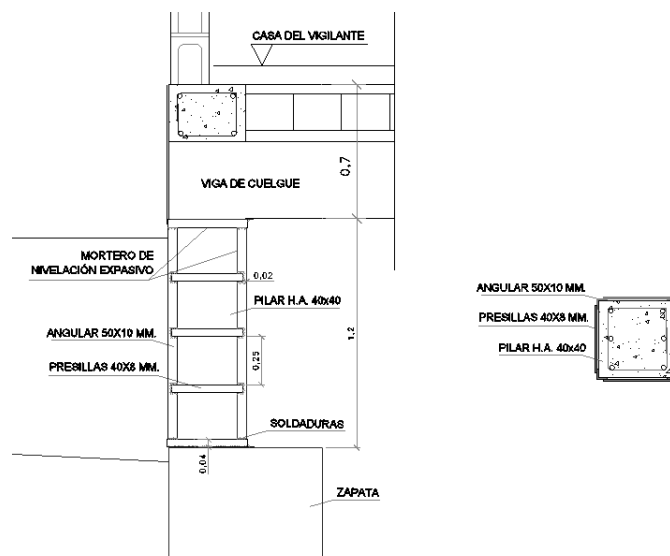 CASA DEL VIGILANTE
0,7
VIGA DE CUELGUE
MORTERO DE
NIVELACIÓN EXPASIVO
0,02
PILAR H.A. 40x40
ANGULAR 50X10 MM.
1,2
0,25
PRESILLAS 40X8 MM.
SOLDADURAS
0,04
ZAPATA
ANGULAR 50X10 MM.
PRESILLAS 40X8 MM.
PILAR H.A. 40x40